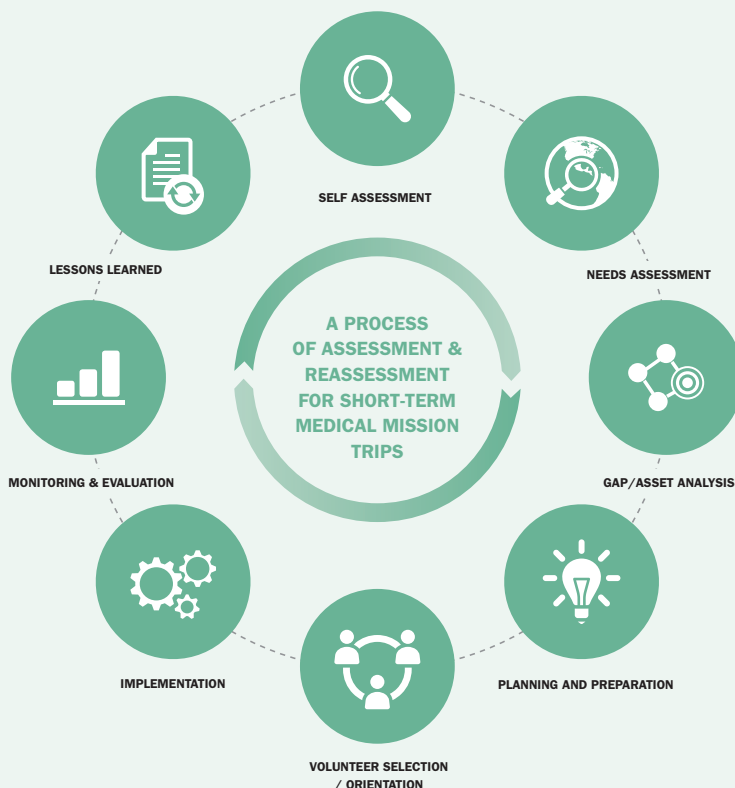 SELF ASSESSMENT
NEEDS ASSESSMENT
GAP/ASSET ANALYSIS
PLANNING AND PREPARATION
VOLUNTEER SELECTION
/ ORIENTATION
IMPLEMENTATION
MONITORING & EVALUATION
LESSONS LEARNED
A PROCESS
OF ASSESSMENT &
REASSESSMENT
FOR SHORT-TERM
MEDICAL MISSION
TRIPS